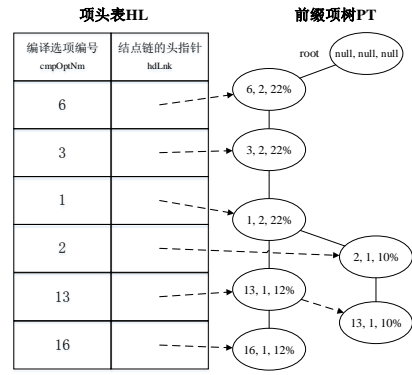 项头表HL
前缀项树PT
编译选项编号
cmpOptNm
结点链的头指针
hdLnk
root
null, null, null
6
6, 2, 22%
3
3, 2, 22%
1
1, 2, 22%
2
2, 1, 10%
13
13, 1, 12%
13, 1, 10%
16
16, 1, 12%